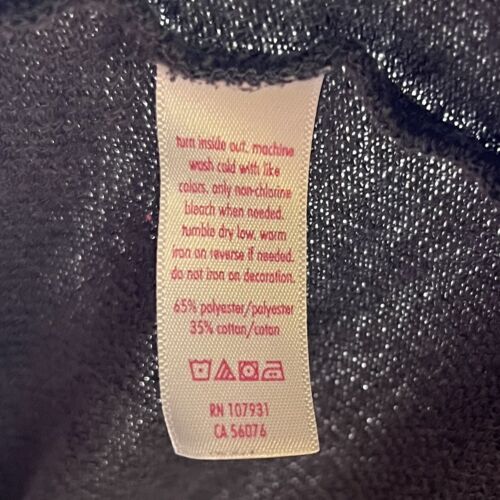 turn inside out. machine
wash cold with like
colors. only non-chlorine
bleach when needed.
tumble dry low. warm
iron on reverse if needed.
do not iron on decoration.
65% polyester/polyester
35% cotton/cotan
RN 107931
CA 56076